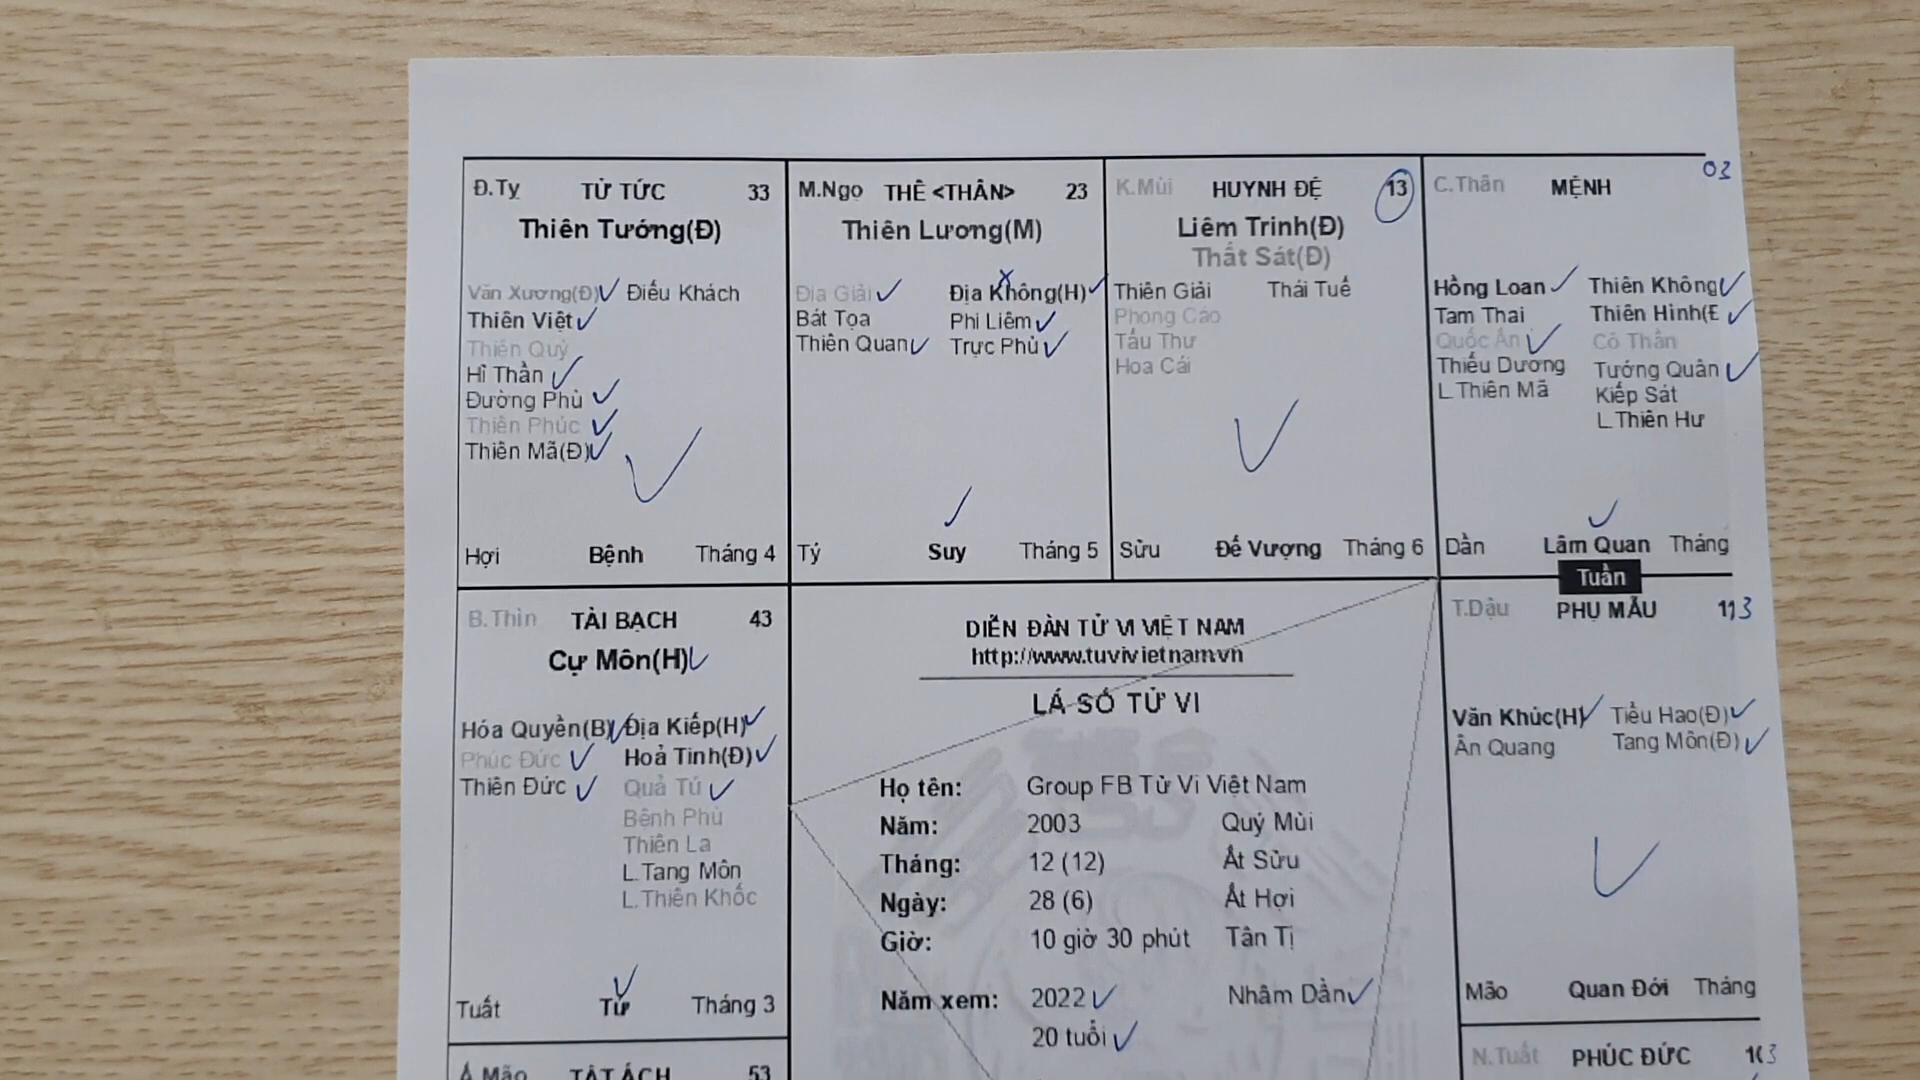 Đ.Tỵ TỬ TỨC 33
Thiên Tướng(Đ)
Văn Xương(Đ) Điếu Khách
Thiên Việt
Thiên Quý
Hỉ Thần
Đường Phù
Thiên Phúc
Thiên Mã(Đ)
Hợi Bệnh Tháng 4
M.Ngọ THÊ <THÂN> 23
Thiên Lương(M)
Địa Giải Địa Không(H)
Bát Tọa Phi Liêm
Thiên Quan Trực Phù
Tý Suy Tháng 5
K.Mùi HUYNH ĐỆ 13
Liêm Trinh(Đ)
Thất Sát(Đ)
Thiên Giải Thái Tuế
Phong Cáo
Tấu Thư
Hoa Cái
Sửu Đế Vượng Tháng 6
C.Thân MỆNH 03
Hồng Loan Thiên Không
Tam Thai Thiên Hình(Đ
Quốc Ấn Cô Thần
Thiếu Dương Tướng Quân
L.Thiên Mã Kiếp Sát
L.Thiên Hư
Dần Lâm Quan Tháng
Tuần
B.Thìn TÀI BẠCH 43
Cự Môn(H)
Hóa Quyền(B) Địa Kiếp(H)
Phúc Đức Hoả Tinh(Đ)
Thiên Đức Quả Tú
Bệnh Phù
Thiên La
L.Tang Môn
L.Thiên Khốc
Tuất Tử Tháng 3
DIỄN ĐÀN TỬ VI VIỆT NAM
http://www.tuvivietnam.vn
LÁ SỐ TỬ VI
Họ tên: Group FB Tử Vi Việt Nam
Năm: 2003 Quý Mùi
Tháng: 12 (12) Ất Sửu
Ngày: 28 (6) Ất Hợi
Giờ: 10 giờ 30 phút Tân Tị
Năm xem: 2022 Nhâm Dần
20 tuổi
T.Dậu PHỤ MẪU 113
Văn Khúc(H) Tiểu Hao(Đ)
Ân Quang Tang Môn(Đ)
Mão Quan Đới Tháng
Á.Mão TẬT ÁCH 53
N.Tuất PHÚC ĐỨC 103